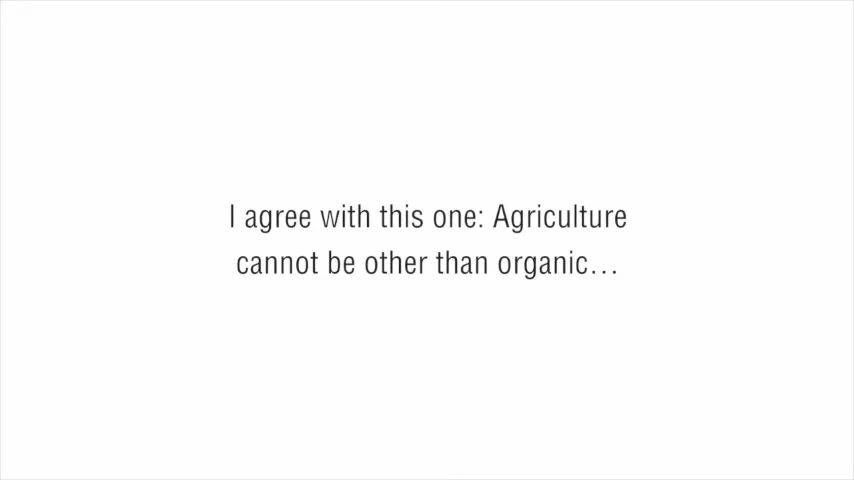 I agree with this one: Agriculture
cannot be other than organic…